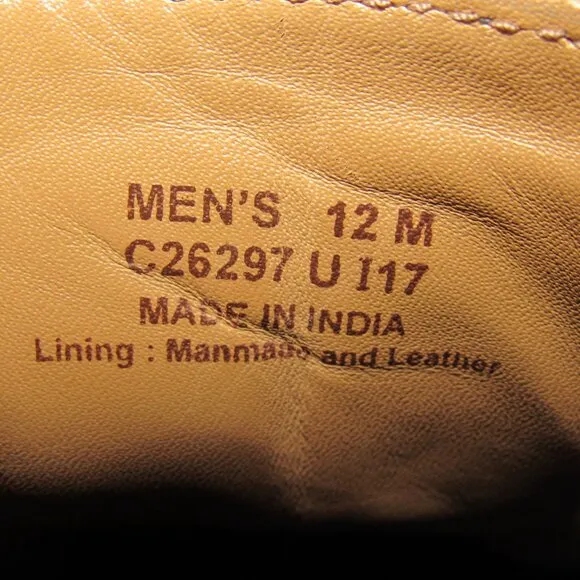 MEN'S 12 M
C26297 U I17
MADE IN INDIA
Lining : Manmade and Leather